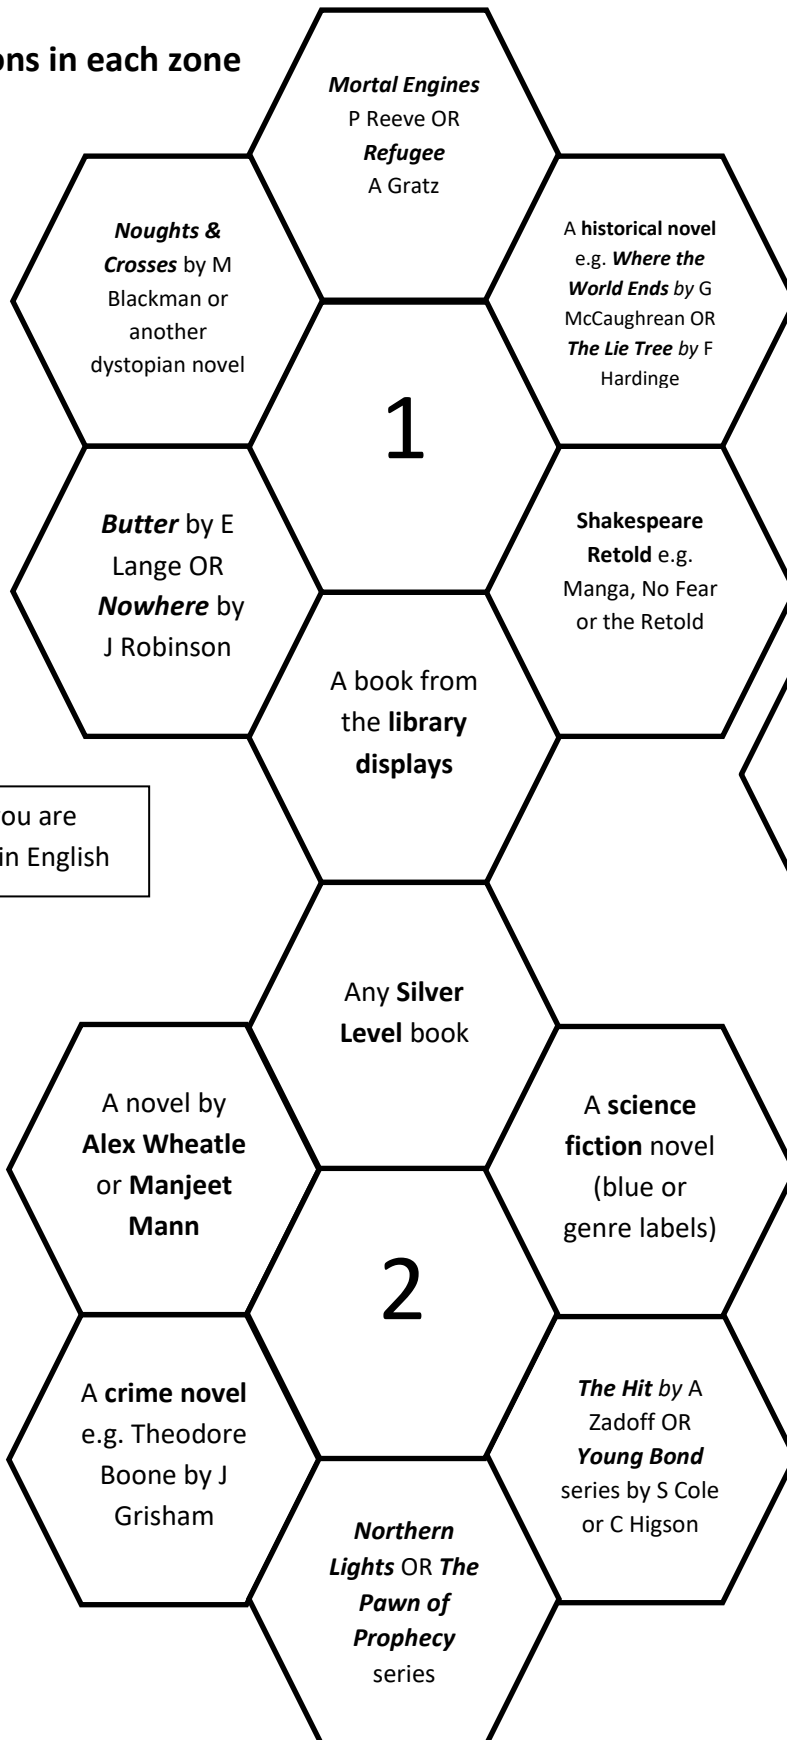 ons in each zone
Mortal Engines
P Reeve OR
Refugee
A Gratz
Noughts &
Crosses by M
Blackman or
another
dystopian novel
A historical novel
e.g. Where the
World Ends by G
McCaughrean OR
The Lie Tree by F
Hardinge
1
Butter by E
Lange OR
Nowhere by
J Robinson
Shakespeare
Retold e.g.
Manga, No Fear
or the Retold
A book from
the library
displays
ou are
in English
Any Silver
Level book
A novel by
Alex Wheatle
or Manjeet
Mann
A science
fiction novel
(blue or
genre labels)
2
A crime novel
e.g. Theodore
Boone by J
Grisham
The Hit by A
Zadoff OR
Young Bond
series by S Cole
or C Higson
Northern
Lights OR The
Pawn of
Prophecy
series